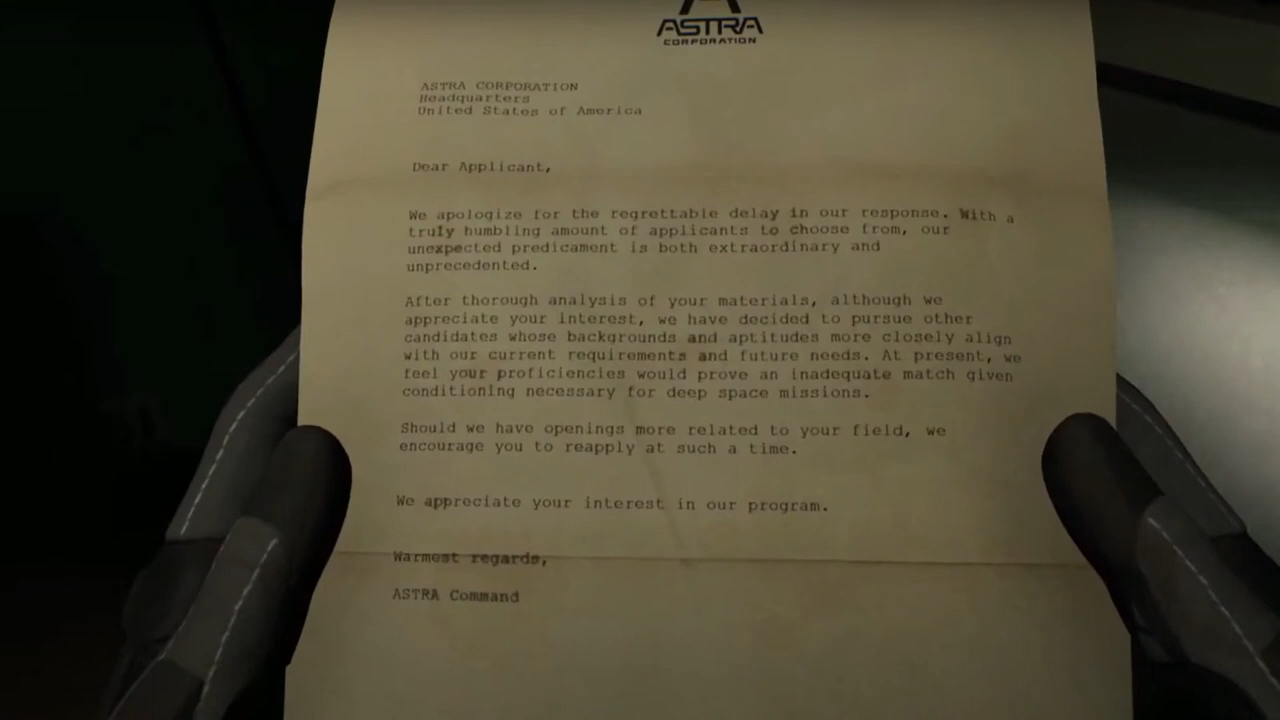 ASTRA
CORPORATION
ASTRA CORPORATION
Headquarters
United States of America
Dear Applicant,
We apologize for the regrettable delay in our response. With a
truly humbling amount of applicants to choose from, our
unexpected predicament is both extraordinary and
unprecedented.
After thorough analysis of your materials, although we
appreciate your interest, we have decided to pursue other
candidates whose backgrounds and aptitudes more closely align
with our current requirements and future needs. At present, we
feel your proficiencies would prove an inadequate match given
conditioning necessary for deep space missions.
Should we have openings more related to your field, we
encourage you to reapply at such a time.
We appreciate your interest in our program.
Warmest regards,
ASTRA Command